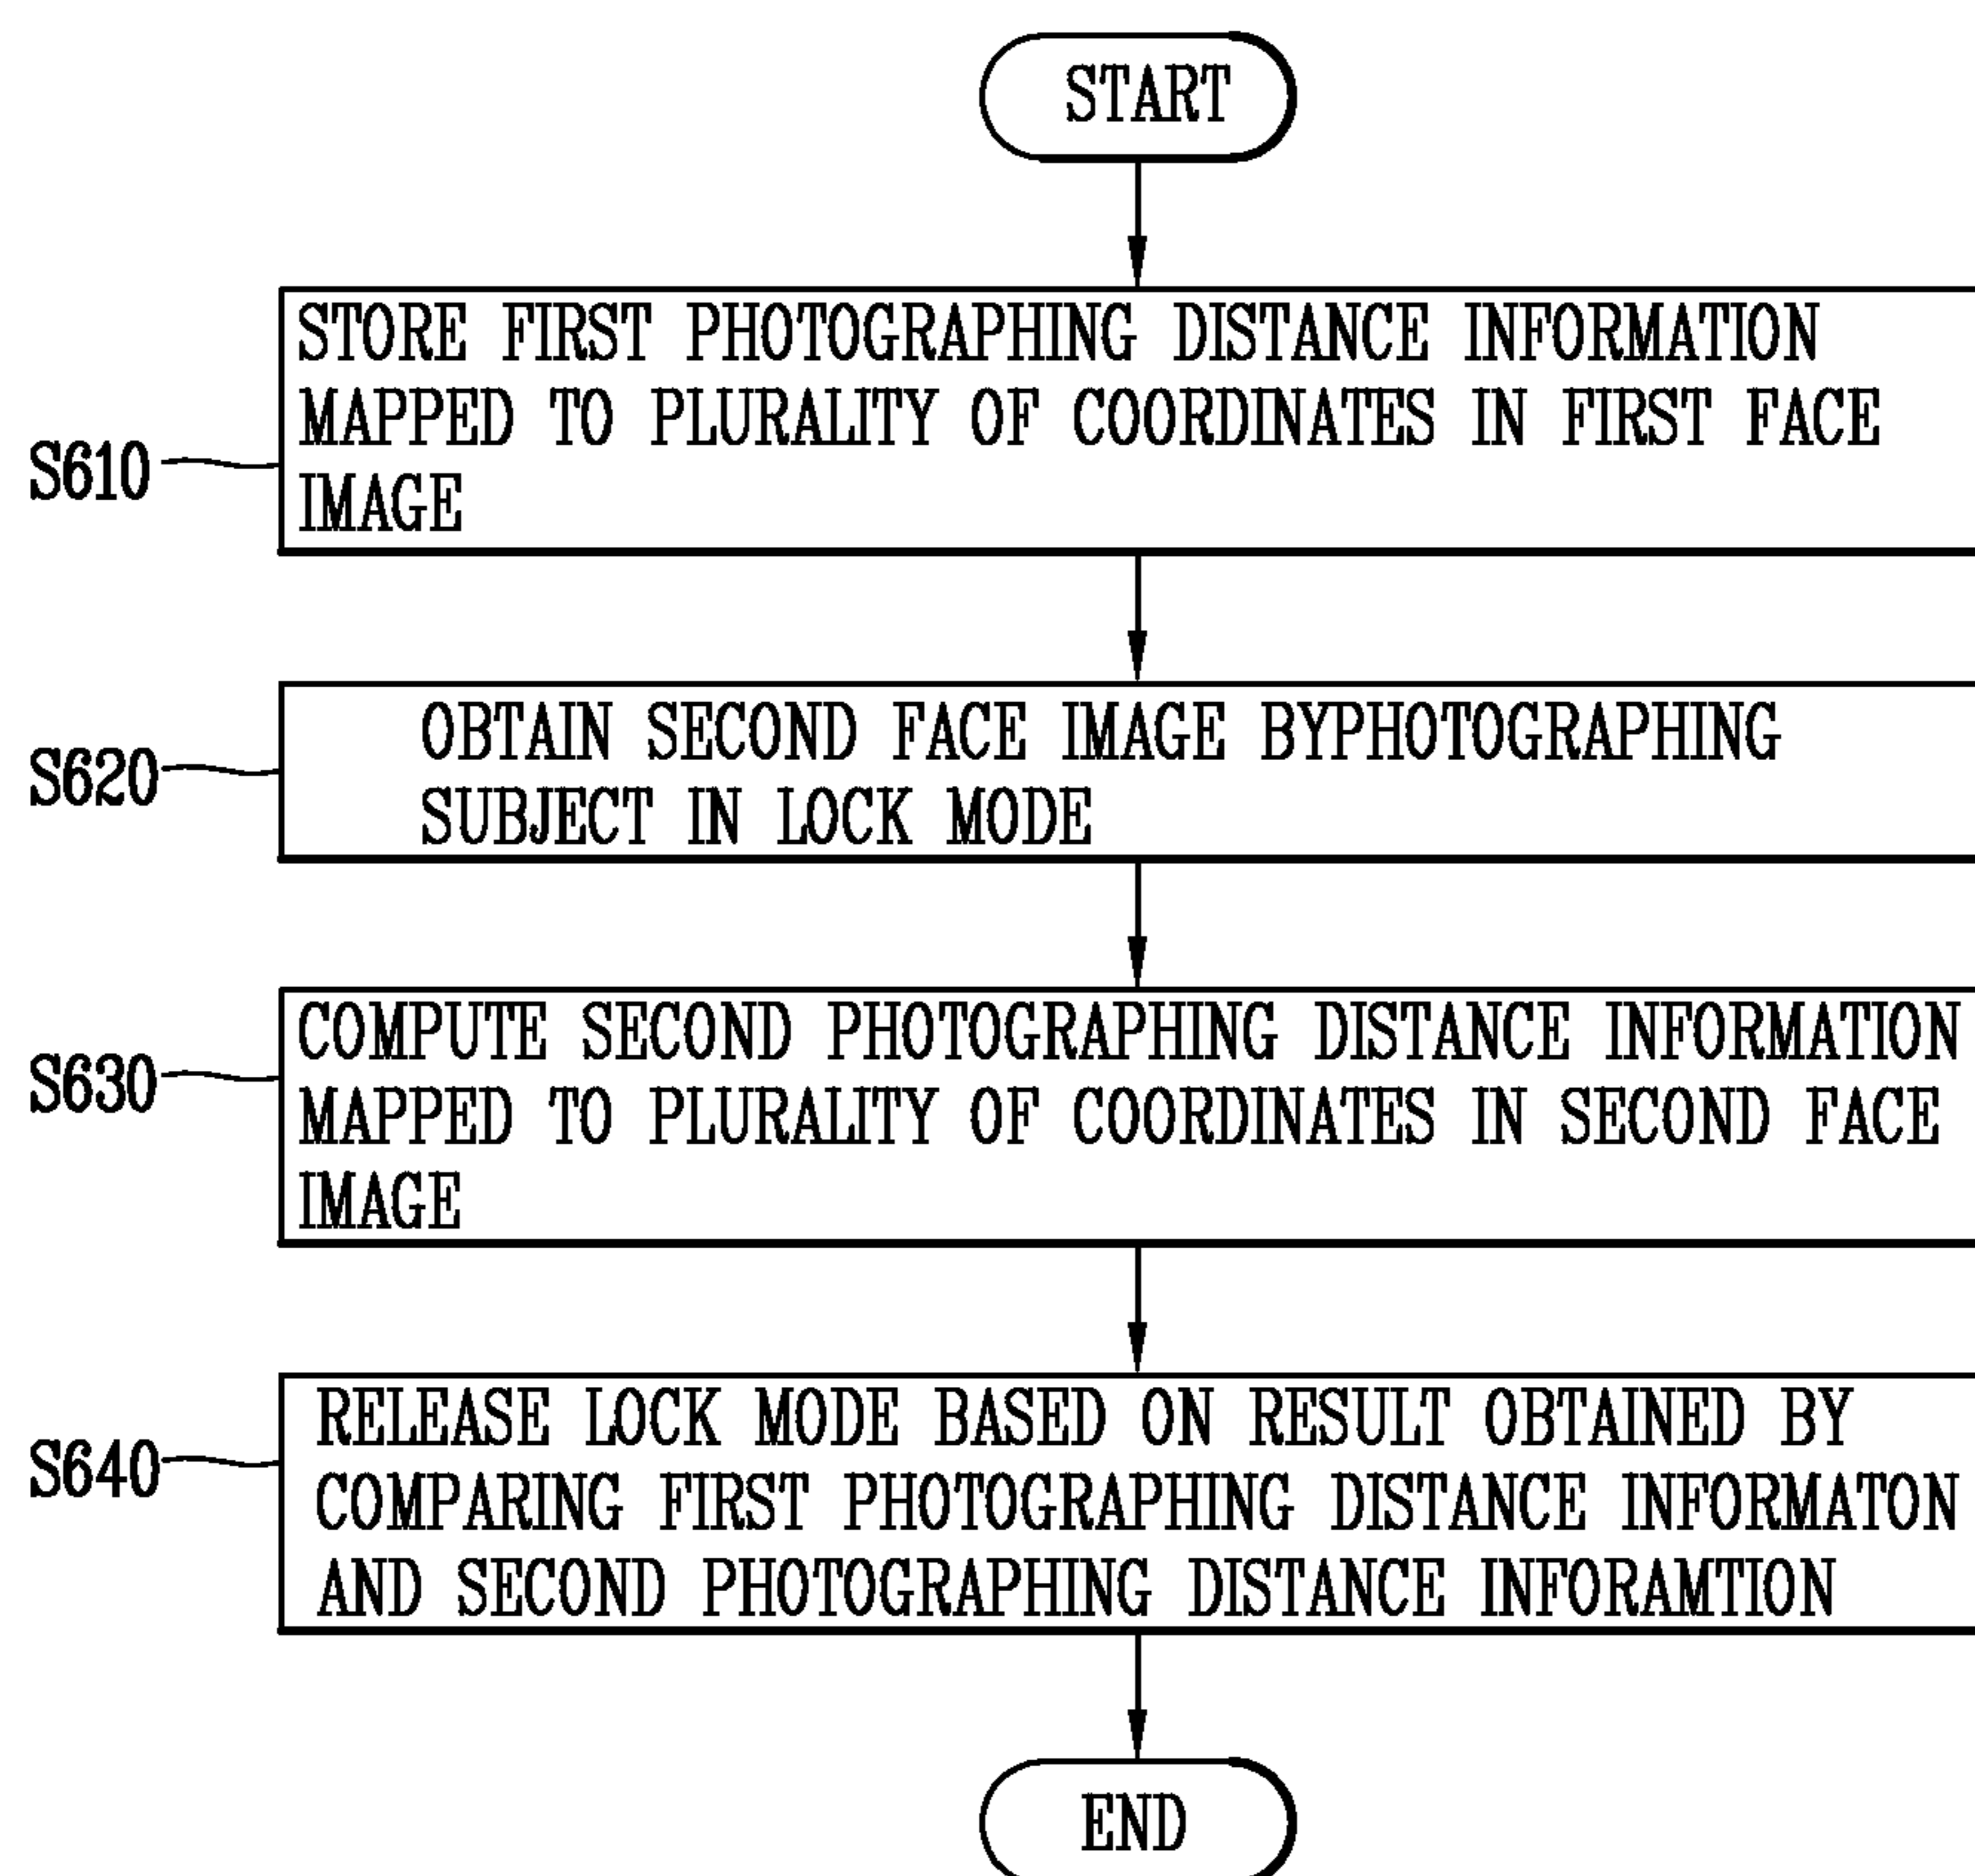 START
STORE FIRST PHOTOGRAPHING DISTANCE INFORMATION
MAPPED TO PLURALITY OF COORDINATES IN FIRST FACE
IMAGE
S610
OBTAIN SECOND FACE IMAGE BYPHOTOGRAPHING
SUBJECT IN LOCK MODE
S620
COMPUTE SECOND PHOTOGRAPHING DISTANCE INFORMATION
MAPPED TO PLURALITY OF COORDINATES IN SECOND FACE
IMAGE
S630
RELEASE LOCK MODE BASED ON RESULT OBTAINED BY
COMPARING FIRST PHOTOGRAPHING DISTANCE INFORMATON
AND SECOND PHOTOGRAPHING DISTANCE INFORAMTION
S640
END